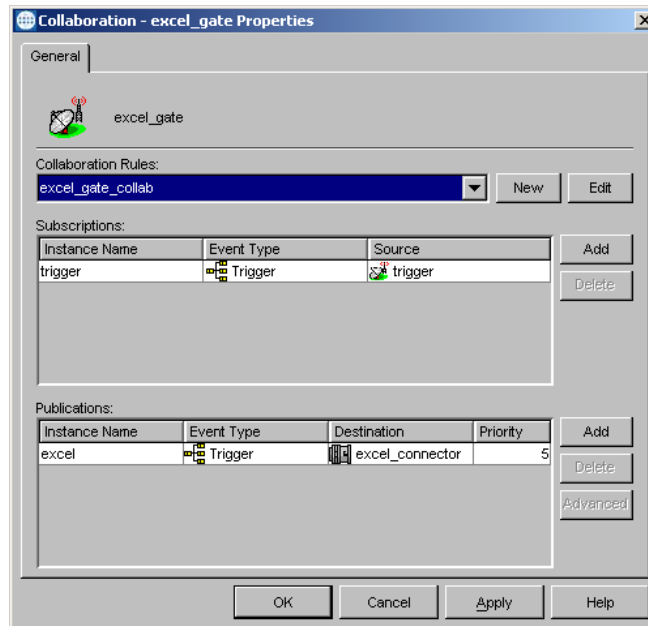 Collaboration - excel_gate Properties
General
excel_gate
Collaboration Rules:
excel_gate_collab New Edit
Subscriptions:
Instance Name Event Type Source Add
trigger Trigger trigger
Delete
Publications:
Instance Name Event Type Destination Priority Add
excel Trigger excel_connector 5
Delete
Advanced
OK Cancel Apply Help